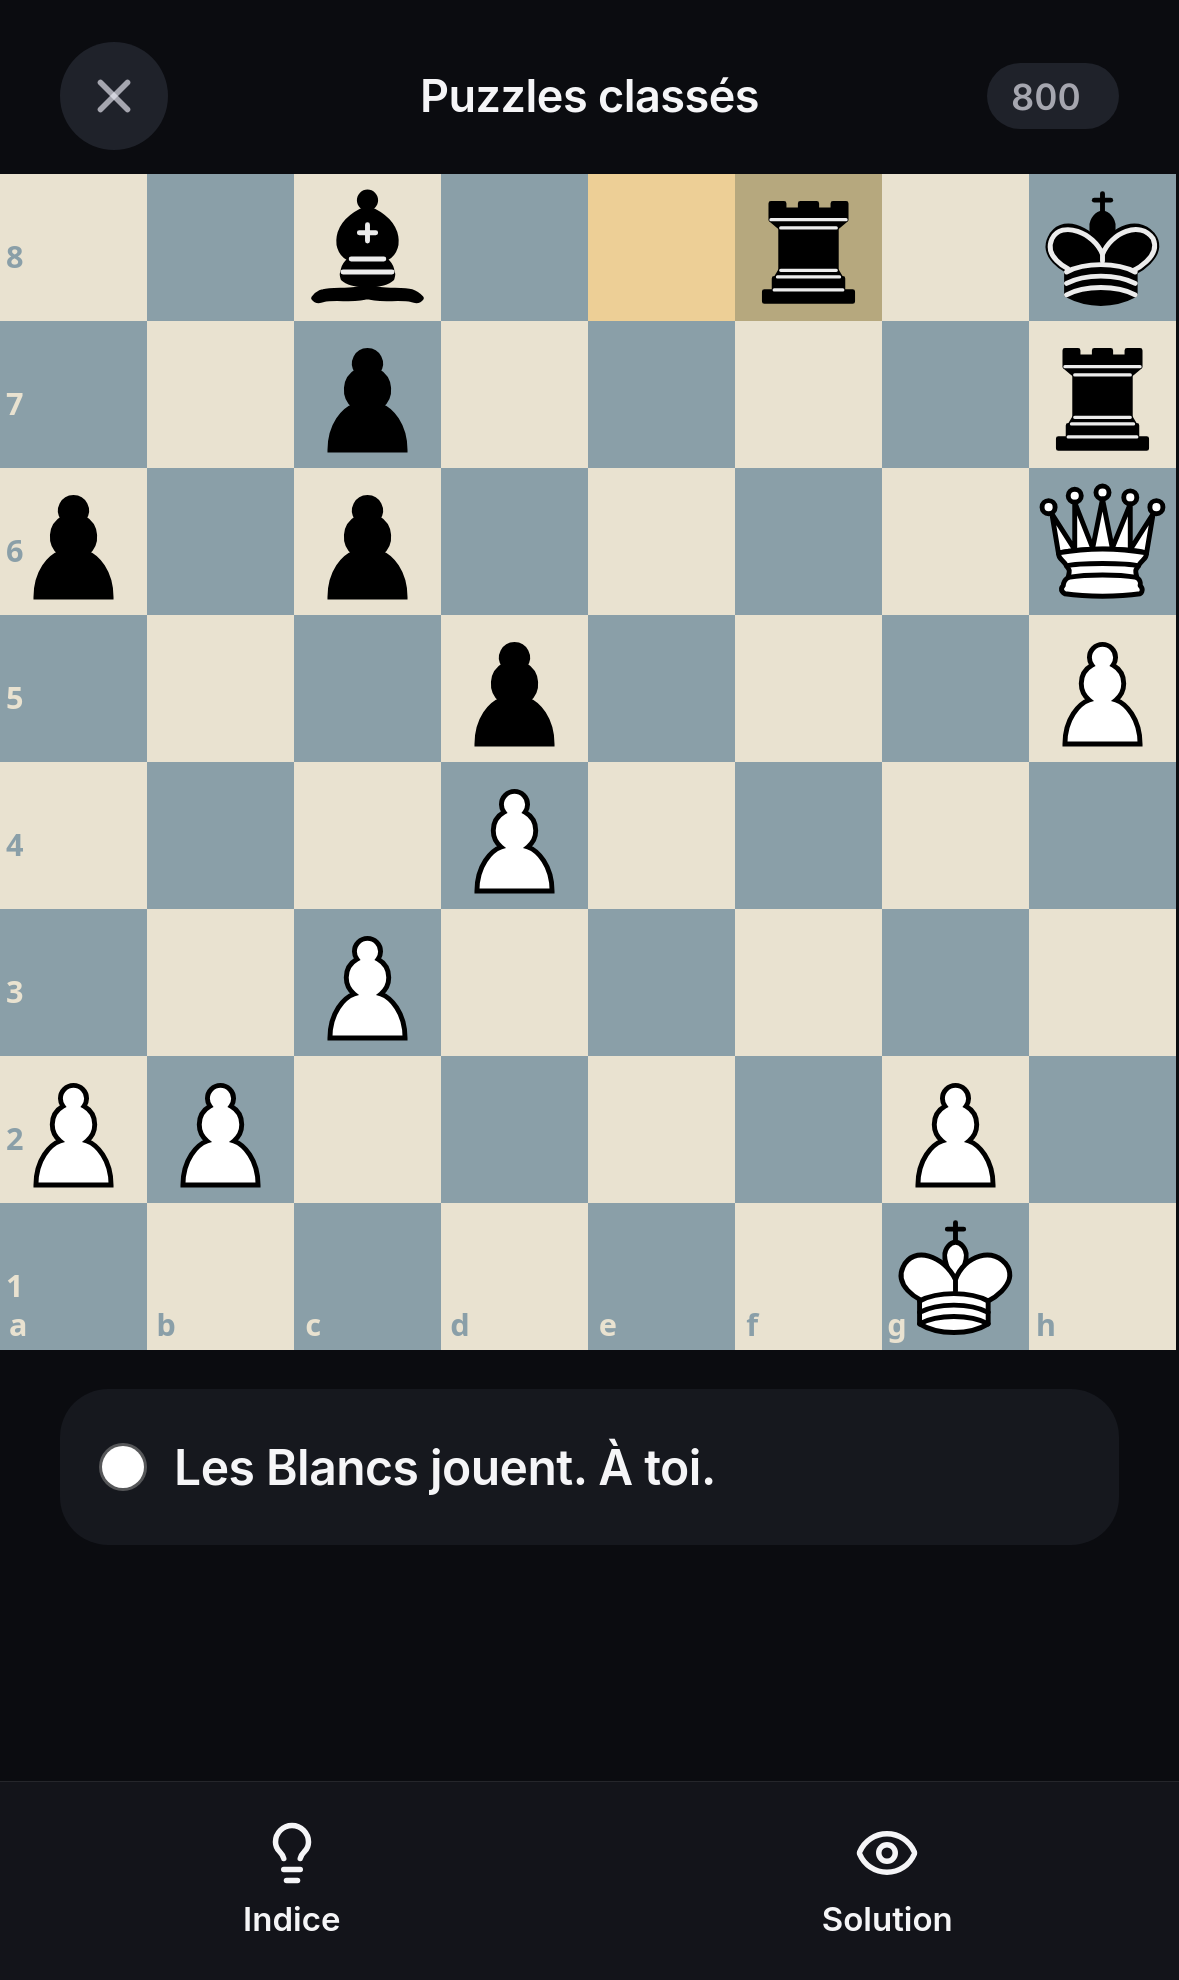 Puzzles classés
800
8
7
6
5
4
3
2
1
a b c d e f g h
Les Blancs jouent. À toi.
Indice
Solution